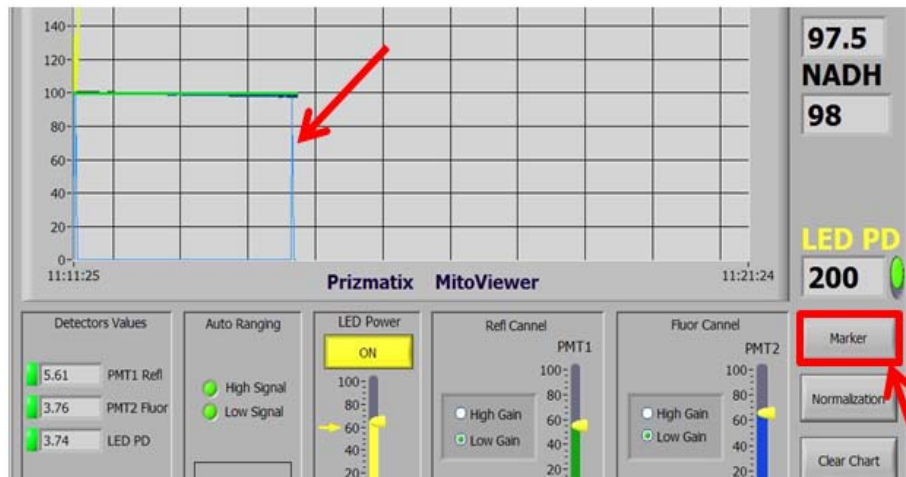 140
120
100
80
60
40
20
0
11:11:25
11:21:24
Prizmatix MitoViewer
97.5
NADH
98
LED PD
200
Detectors Values
5.61 PMT1 Refl
3.76 PMT2 Fluor
3.74 LED PD
Auto Ranging
High Signal
Low Signal
LED Power
ON
100
80
60
40
20
Refl Cannel
PMT1
High Gain
Low Gain
100
80
60
40
20
Fluor Cannel
PMT2
High Gain
Low Gain
100
80
60
40
20
Marker
Normalization
Clear Chart